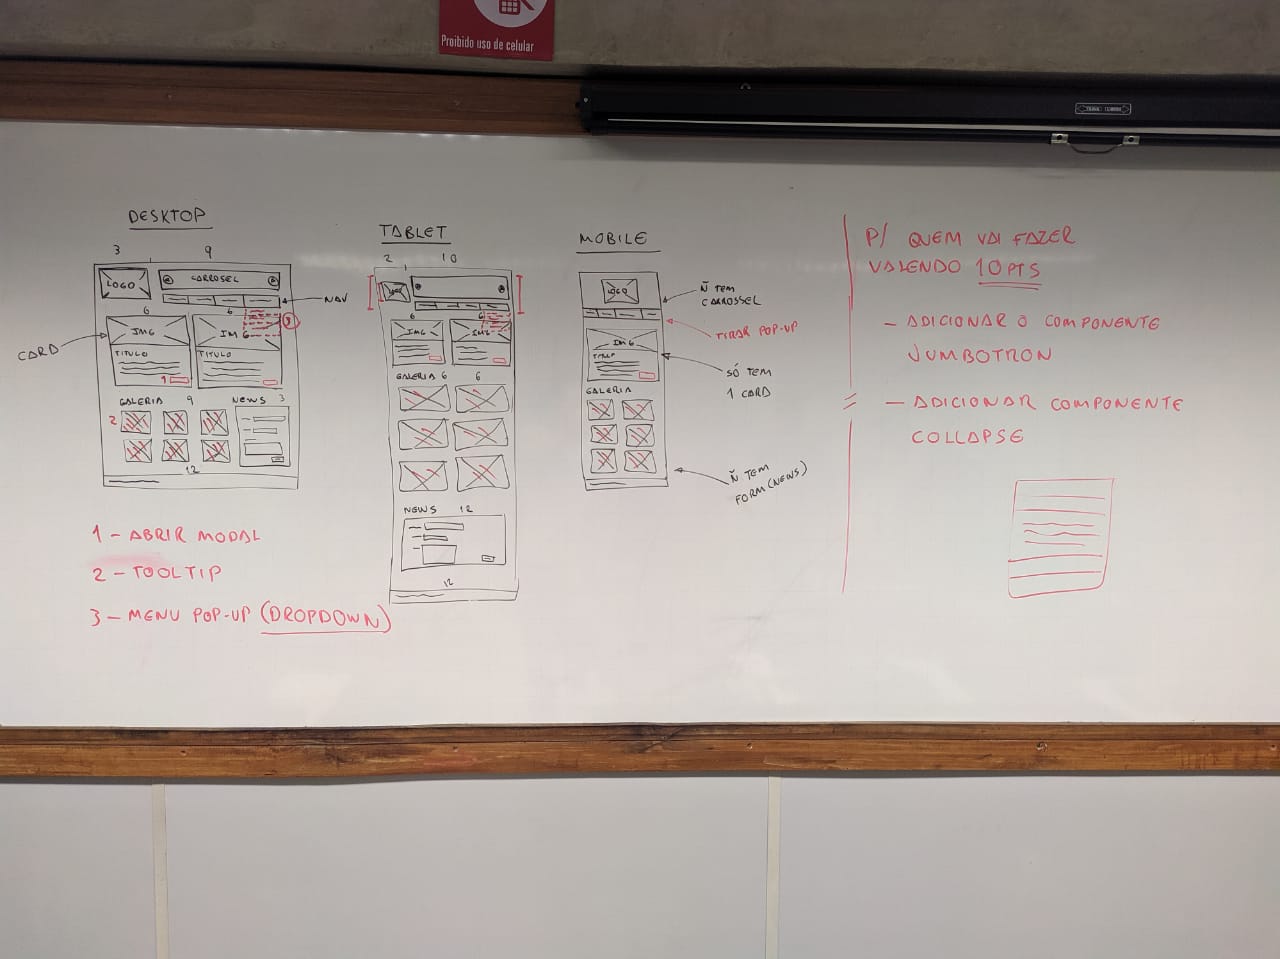 Proibido uso de celular
DESKTOP
3 9
LOGO
CARROSEL
NAV
6 6
3
CARD
IMG
IMG
TITULO
TITULO
1
GALERIA 9
NEWS 3
2
12
TABLET
2 10
LOGO
6 6
IMG
IMG
GALERIA 6 6
NEWS 12
12
MOBILE
LOGO
Ñ TEM
CARROSSEL
TIRAR POP-UP
IMG
SÓ TEM
1 CARD
GALERIA
Ñ TEM
FORM (NEWS)
1 - ABRIR MODAL
2 - TOOLTIP
3 - MENU POP-UP (DROPDOWN)
P/ QUEM VAI FAZER
VALENDO 10 PTS
- ADICIONAR O COMPONENTE
JUMBOTRON
- ADICIONAR COMPONENTE
COLLAPSE